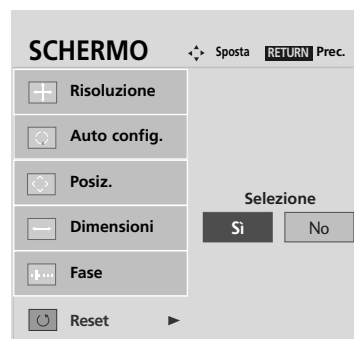 SCHERMO Sposta RETURN Prec.
Risoluzione
Auto config.
Posiz.
Dimensioni
Fase
Reset
Selezione
Sì No